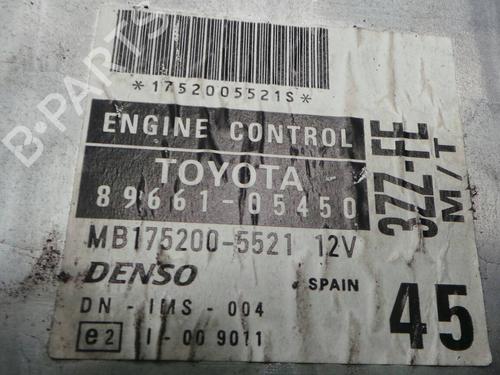 B-PARTS
*1752005521S*
ENGINE CONTROL
TOYOTA
89661-05450
3ZZ-FE
M/T
MB175200-5521 12V
DENSO
SPAIN
DN - IMS - 004
45
e2 I - 00 9011